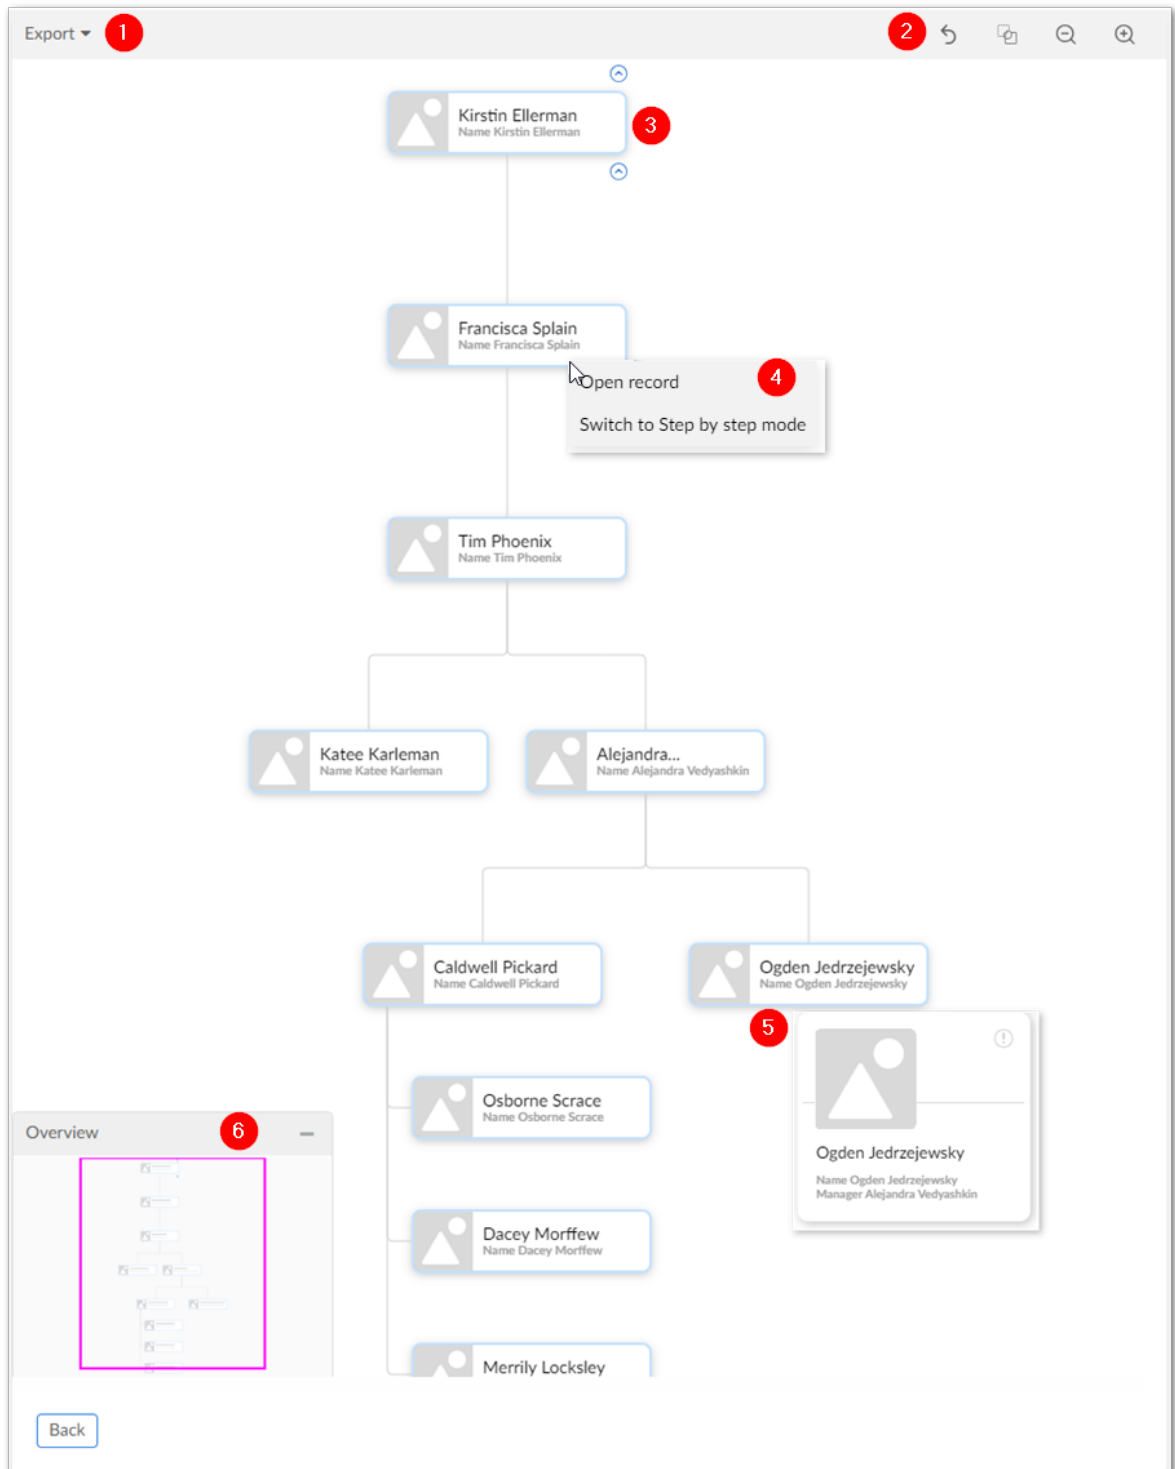 Export 1
2
Kirstin Ellerman
Name Kirstin Ellerman
3
Francisca Splain
Name Francisca Splain
Open record
4
Switch to Step by step mode
Tim Phoenix
Name Tim Phoenix
Katee Karleman
Name Katee Karleman
Alejandra...
Name Alejandra Vedyashkin
Caldwell Pickard
Name Caldwell Pickard
Ogden Jedrzejewsky
Name Ogden Jedrzejewsky
5
Ogden Jedrzejewsky
Name Ogden Jedrzejewsky
Manager Alejandra Vedyashkin
Osborne Scrace
Name Osborne Scrace
Dacey Morffew
Name Dacey Morffew
Merrily Locksley
Overview 6
Back